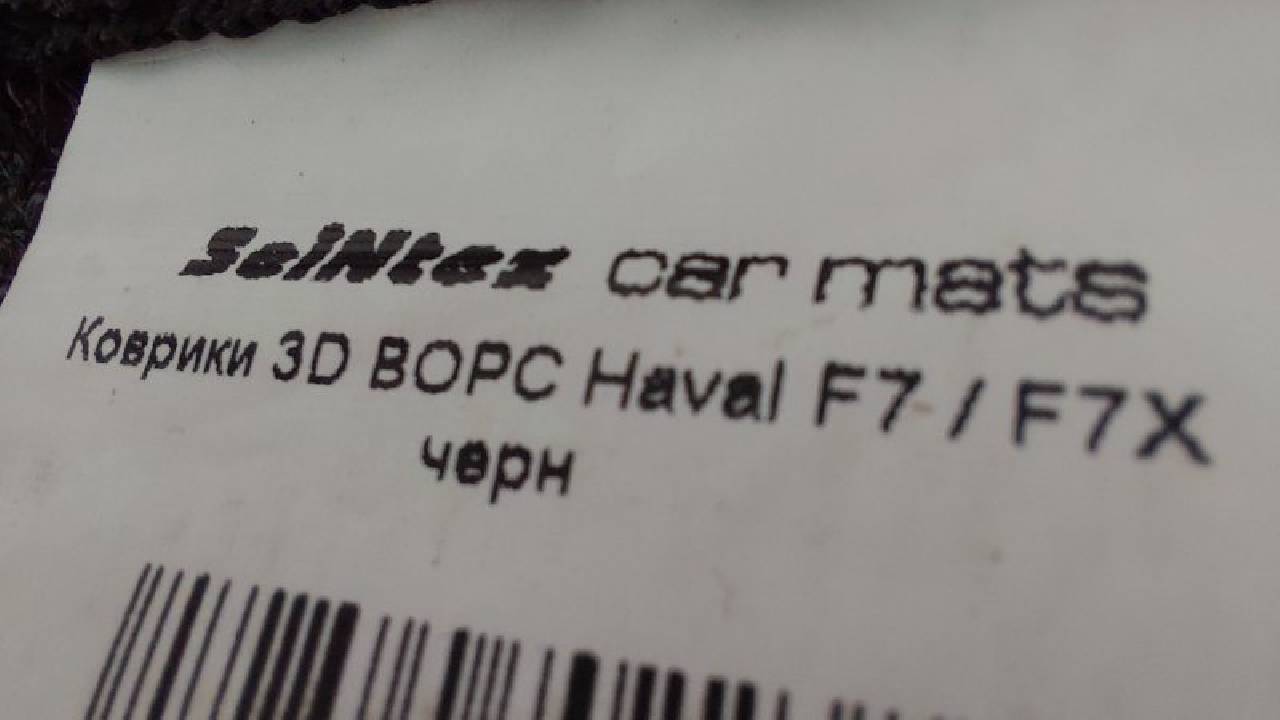 SeiNtex car mats
Коврики 3D ВОРС Haval F7 / F7X
черн